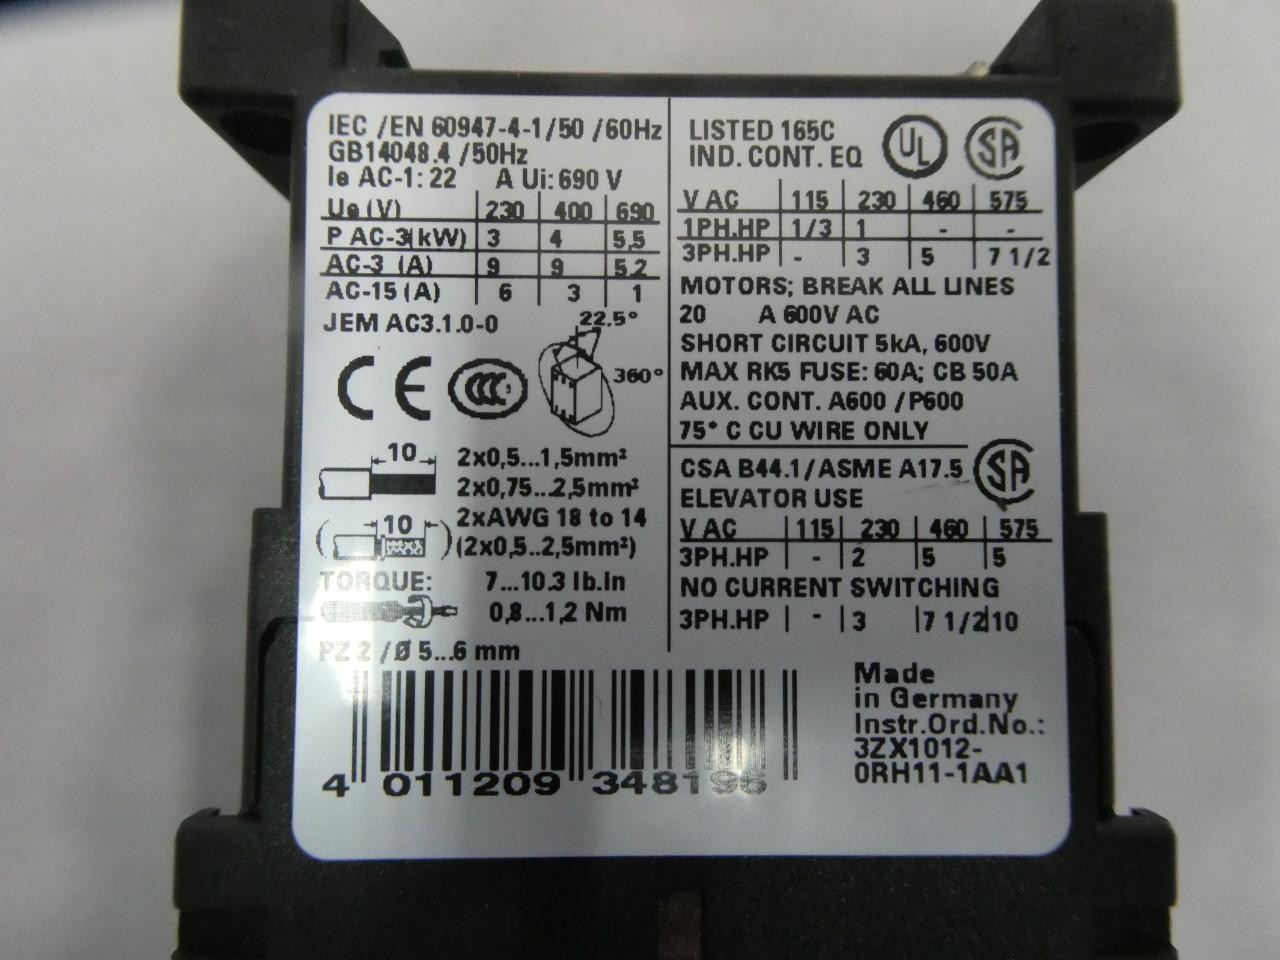 IEC /EN 60947-4-1/50 /60Hz
GB14048.4 /50Hz
Ie AC-1: 22 A Ui: 690 V
Ue (V) 230 400 690
P AC-3(kW) 3 4 5,5
AC-3 (A) 9 9 5,2
AC-15 (A) 6 3 1
JEM AC3.1.0-0
22.5°
360°
CE CCC S
10 2x0,5...1,5mm²
2x0,75...2,5mm²
2xAWG 18 to 14
( 10 ) (2x0,5..2,5mm²)
TORQUE: 7...10.3 lb.in
0,8...1,2 Nm
PZ 2 /Ø 5...6 mm
4 011209 348196
LISTED 165C UL SA
IND. CONT. EQ
V AC 115 230 460 575
1PH.HP 1/3 1 - -
3PH.HP - 3 5 7 1/2
MOTORS; BREAK ALL LINES
20 A 600V AC
SHORT CIRCUIT 5kA, 600V
MAX RK5 FUSE: 60A; CB 50A
AUX. CONT. A600 /P600
75° C CU WIRE ONLY
CSA B44.1/ASME A17.5 SA
ELEVATOR USE
V AC 115 230 460 575
3PH.HP - 2 5 5
NO CURRENT SWITCHING
3PH.HP - 3 7 1/2 10
Made
in Germany
Instr.Ord.No.:
3ZX1012-
0RH11-1AA1